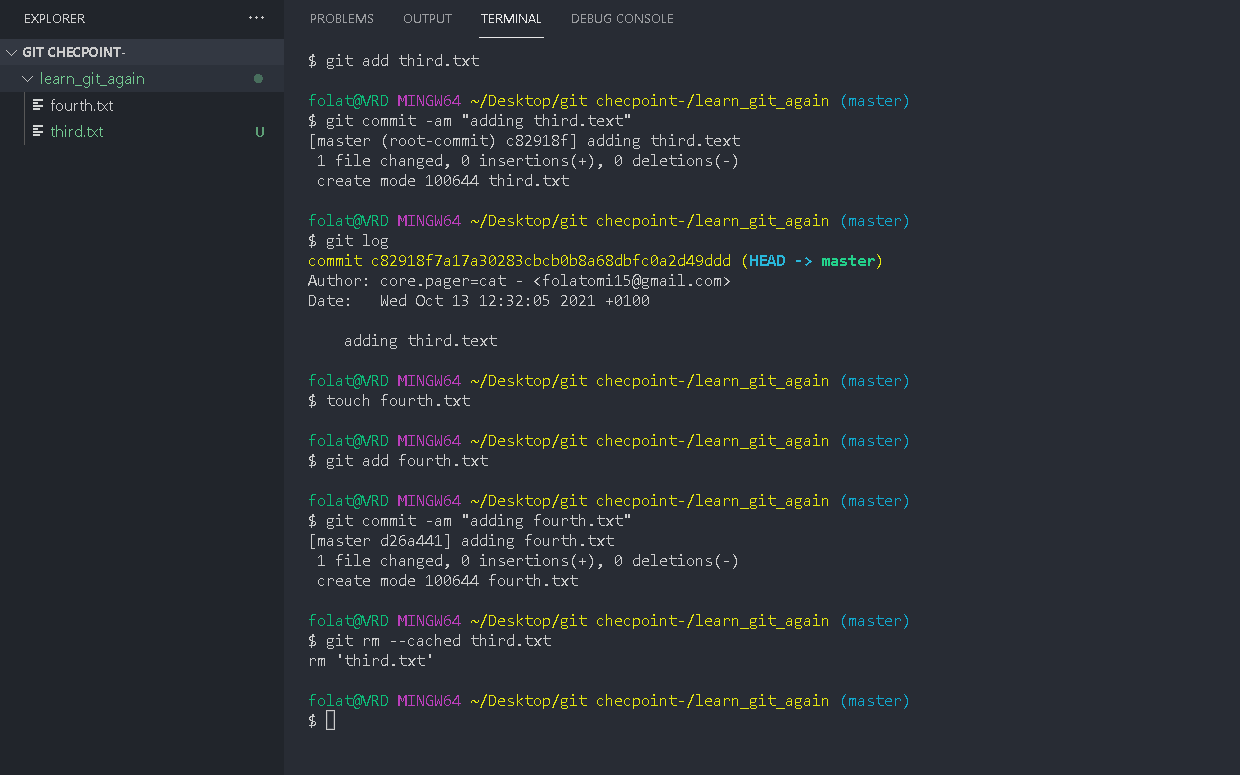 EXPLORER
GIT CHECPOINT-
learn_git_again
fourth.txt
third.txt U
PROBLEMS OUTPUT TERMINAL DEBUG CONSOLE
$ git add third.txt
folat@VRD MINGW64 ~/Desktop/git checpoint-/learn_git_again (master)
$ git commit -am "adding third.text"
[master (root-commit) c82918f] adding third.text
1 file changed, 0 insertions(+), 0 deletions(-)
create mode 100644 third.txt
folat@VRD MINGW64 ~/Desktop/git checpoint-/learn_git_again (master)
$ git log
commit c82918f7a17a30283cbcb0b8a68dbfc0a2d49ddd (HEAD -> master)
Author: core.pager=cat - <folatomi15@gmail.com>
Date:   Wed Oct 13 12:32:05 2021 +0100
adding third.text
folat@VRD MINGW64 ~/Desktop/git checpoint-/learn_git_again (master)
$ touch fourth.txt
folat@VRD MINGW64 ~/Desktop/git checpoint-/learn_git_again (master)
$ git add fourth.txt
folat@VRD MINGW64 ~/Desktop/git checpoint-/learn_git_again (master)
$ git commit -am "adding fourth.txt"
[master d26a441] adding fourth.txt
1 file changed, 0 insertions(+), 0 deletions(-)
create mode 100644 fourth.txt
folat@VRD MINGW64 ~/Desktop/git checpoint-/learn_git_again (master)
$ git rm --cached third.txt
rm 'third.txt'
folat@VRD MINGW64 ~/Desktop/git checpoint-/learn_git_again (master)
$